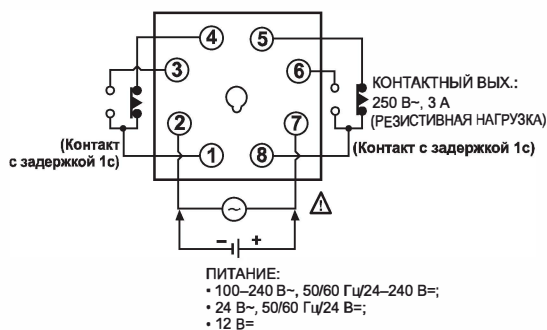 4
5
3
6
КОНТАКТНЫЙ ВЫХ.:
250 В~, 3 А
(РЕЗИСТИВНАЯ НАГРУЗКА)
2
7
(Контакт
с задержкой 1с)
1
8
(Контакт с задержкой 1с)
~
− +
ПИТАНИЕ:
• 100–240 В~, 50/60 Гц/24–240 В=;
• 24 В~, 50/60 Гц/24 В=;
• 12 В=